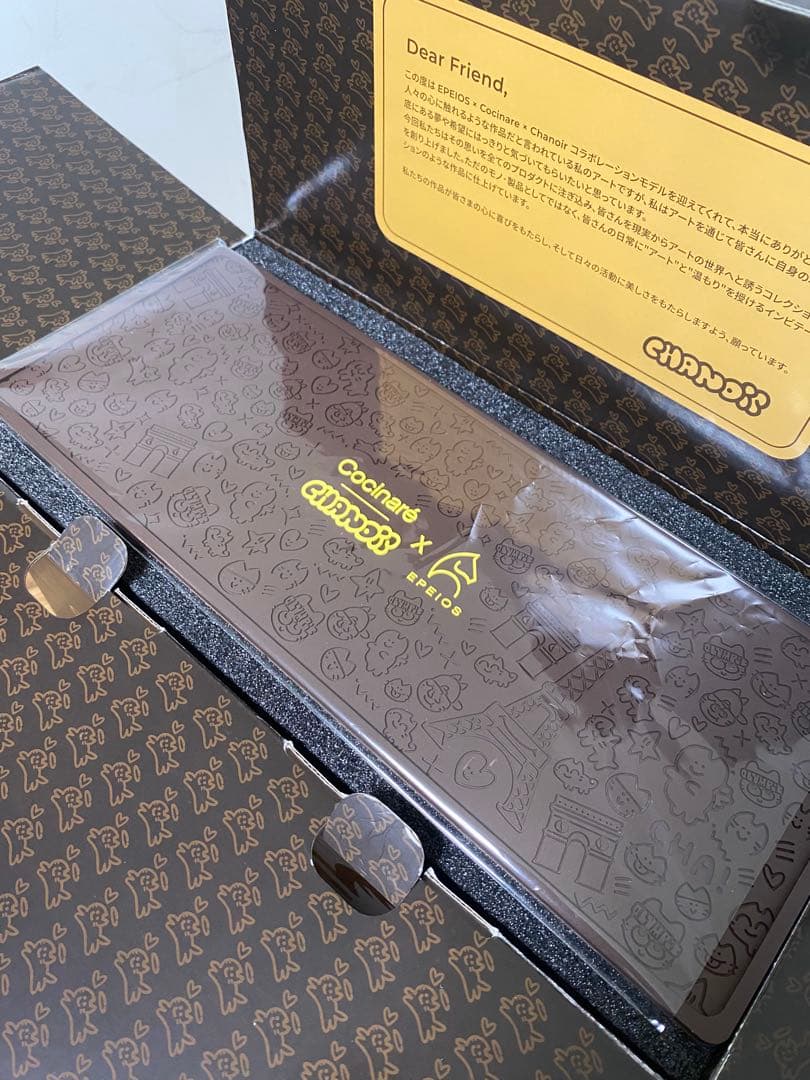 Dear Friend,
この度は EPEIOS × Cocinare × Chanoir コラボレーションモデルを迎えてくれて、本当にありがと
人々の心に触れるような作品だと言われている私のアートですが、私はアートを通じて皆さんに自身の
底にある夢や希望にはっきりと気づいてもらいたいと思っています。
今回私たちはその思いを全てのプロダクトに注ぎ込み、皆さんを現実からアートの世界へと誘うコレクショ
を創り上げました。ただのモノ・製品としてではなく、皆さんの日常に"アート"と"温もり"を授けるインビテー
ションのような作品に仕上げています。
私たちの作品が皆さまの心に喜びをもたらし、そして日々の活動に美しさをもたらしますよう、願っています。
CHANOIR
Cocinaré
CHANOIR
X
EPEIOS
CHA!